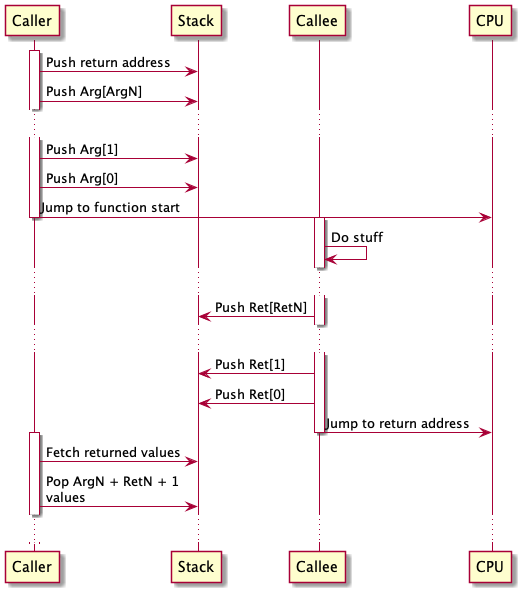 Caller Stack Callee CPU
Push return address
Push Arg[ArgN]
Push Arg[1]
Push Arg[0]
Jump to function start
Do stuff
Push Ret[RetN]
Push Ret[1]
Push Ret[0]
Jump to return address
Fetch returned values
Pop ArgN + RetN + 1
values
Caller Stack Callee CPU